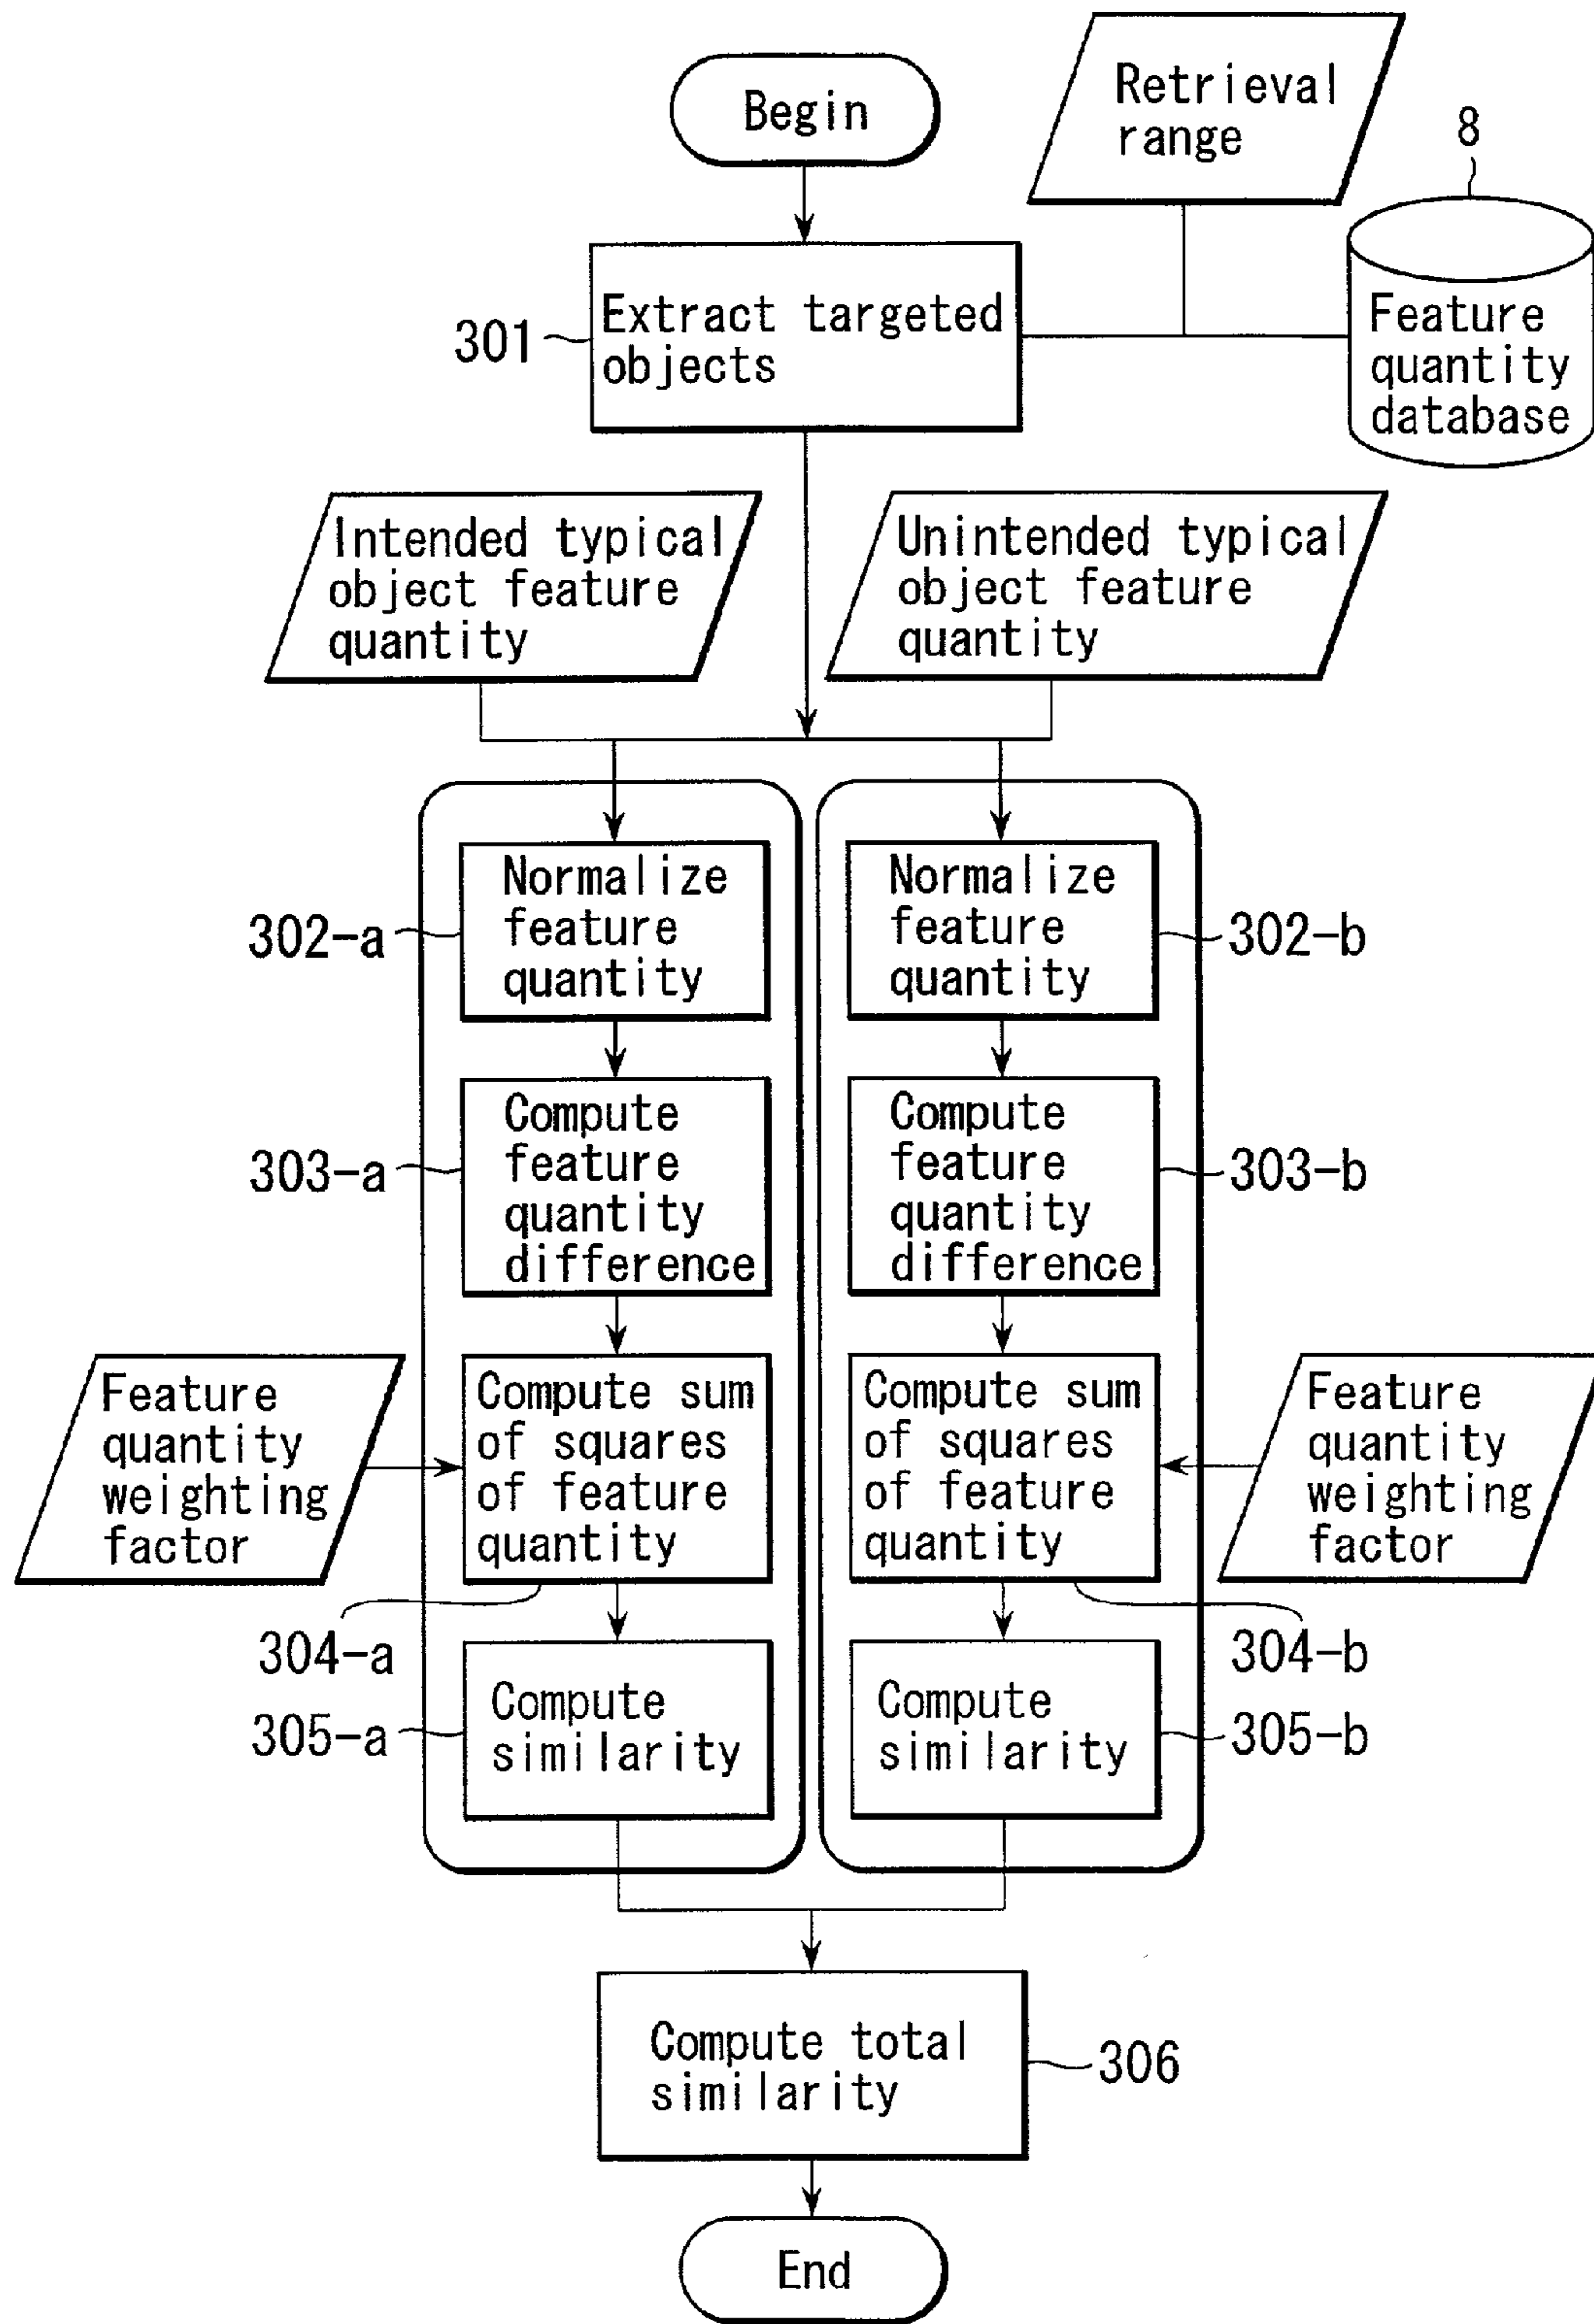 Begin
Retrieval
range
8
301
Extract targeted
objects
Feature
quantity
database
Intended typical
object feature
quantity
Unintended typical
object feature
quantity
302-a
Normalize
feature
quantity
Normalize
feature
quantity
302-b
303-a
Compute
feature
quantity
difference
Compute
feature
quantity
difference
303-b
Feature
quantity
weighting
factor
Compute sum
of squares
of feature
quantity
Compute sum
of squares
of feature
quantity
Feature
quantity
weighting
factor
304-a
304-b
305-a
Compute
similarity
Compute
similarity
305-b
Compute total
similarity
306
End